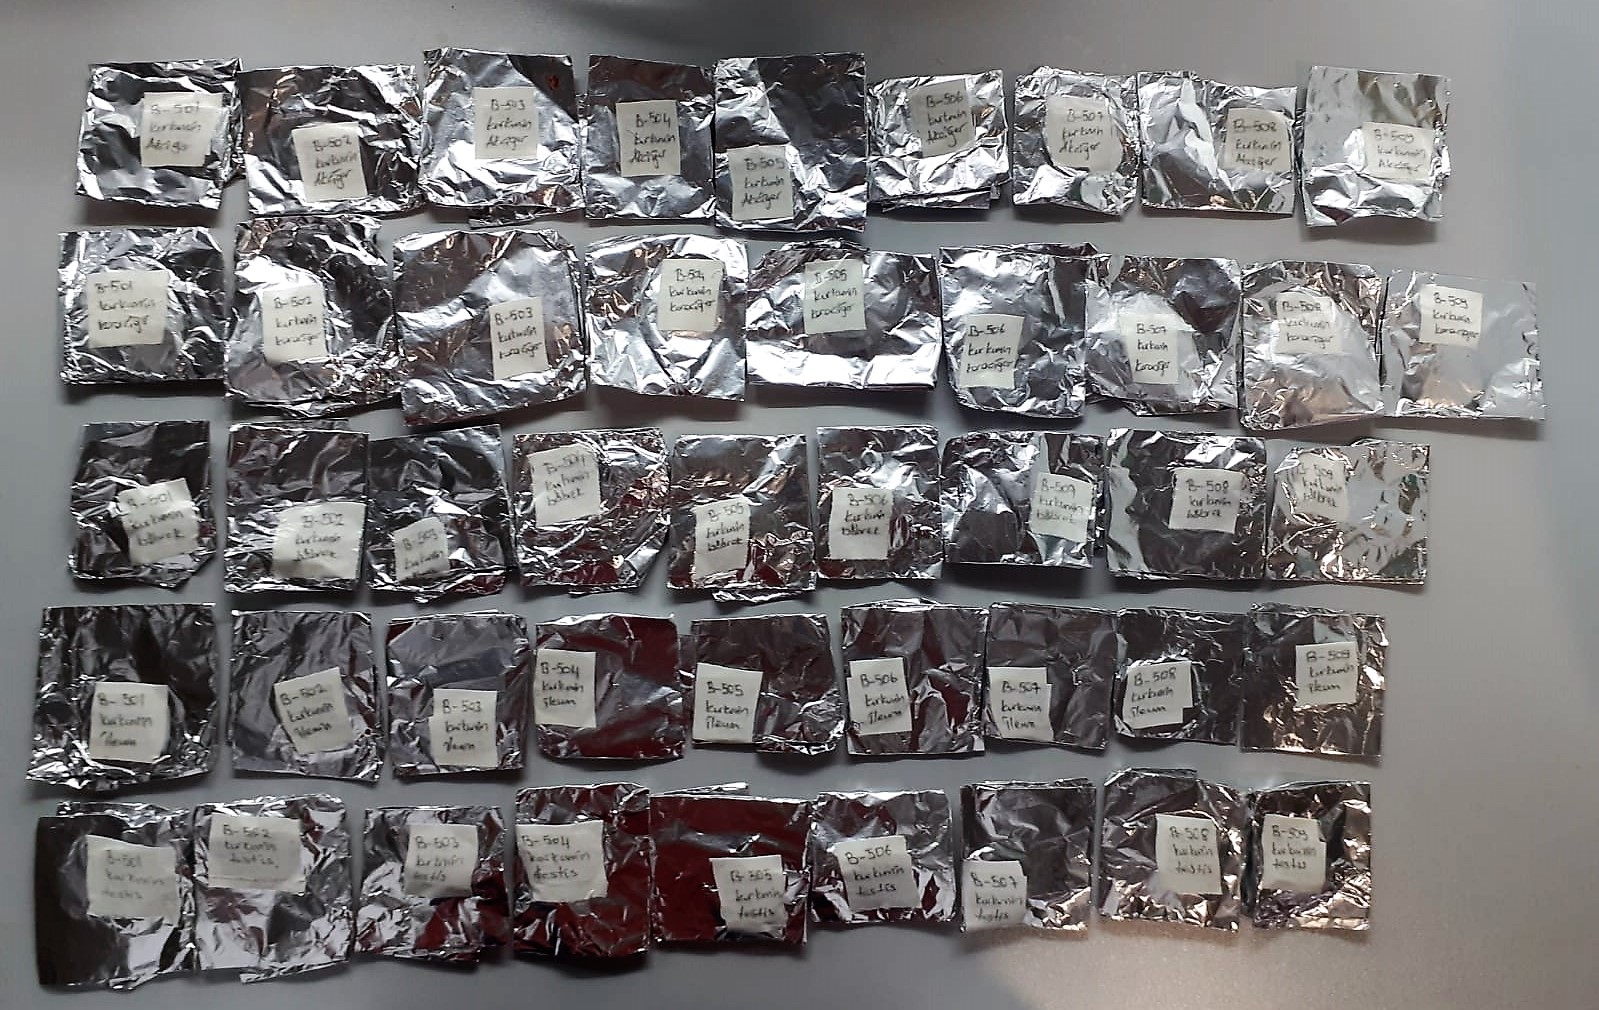 B-501
kurkumin
Akciğer
B-502
kurkumin
Akciğer
B-503
kurkumin
Akciğer
B-504
kurkumin
Akciğer
B-505
kurkumin
Akciğer
B-506
kurkumin
Akciğer
B-507
kurkumin
Akciğer
B-508
kurkumin
Akciğer
B-509
kurkumin
Akciğer
B-501
kurkumin
karaciğer
B-502
kurkumin
karaciğer
B-503
kurkumin
karaciğer
B-504
kurkumin
karaciğer
B-505
kurkumin
karaciğer
B-506
kurkumin
karaciğer
B-507
kurkumin
karaciğer
B-508
kurkumin
karaciğer
B-509
kurkumin
karaciğer
B-501
kurkumin
böbrek
B-502
kurkumin
böbrek
B-503
kurkumin
B-504
kurkumin
böbrek
B-505
kurkumin
böbrek
B-506
kurkumin
böbrek
B-507
kurkumin
böbrek
B-508
kurkumin
böbrek
B-509
kurkumin
böbrek
B-501
kurkumin
ileum
B-502
kurkumin
ileum
B-503
kurkumin
ileum
B-504
kurkumin
ileum
B-505
kurkumin
ileum
B-506
kurkumin
ileum
B-507
kurkumin
ileum
B-508
kurkumin
ileum
B-509
kurkumin
ileum
B-501
kurkumin
testis
B-502
kurkumin
testis
B-503
kurkumin
testis
B-504
kurkumin
testis
B-505
kurkumin
testis
B-506
kurkumin
testis
B-507
kurkumin
testis
B-508
kurkumin
testis
B-509
kurkumin
testis